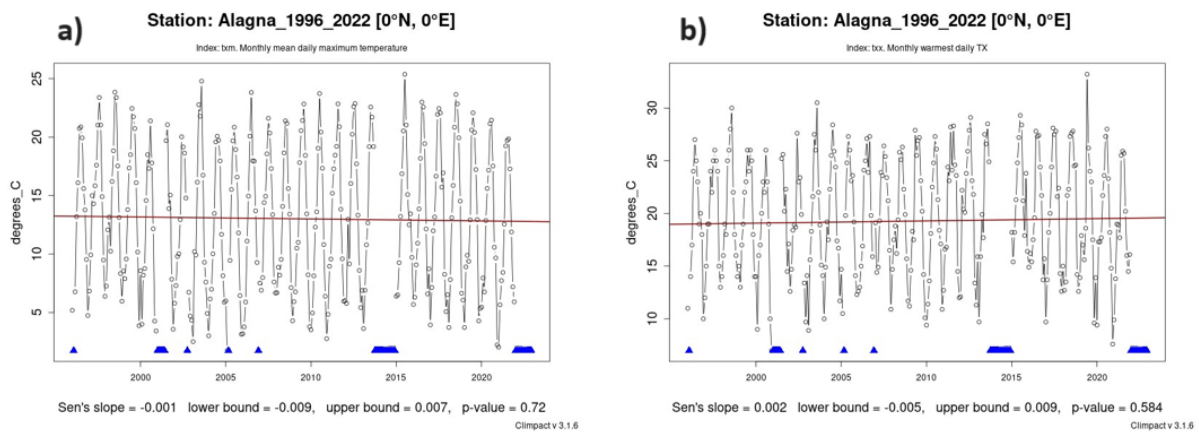 a)
Station: Alagna_1996_2022 [0°N, 0°E]
Index: txm. Monthly mean daily maximum temperature
degrees_C
25
20
15
10
5
2000 2005 2010 2015 2020
Sen's slope = -0.001 lower bound = -0.009, upper bound = 0.007, p-value = 0.72
Climpact v 3.1.6
b)
Station: Alagna_1996_2022 [0°N, 0°E]
Index: txx. Monthly warmest daily TX
degrees_C
30
25
20
15
10
2000 2005 2010 2015 2020
Sen's slope = 0.002 lower bound = -0.005, upper bound = 0.009, p-value = 0.584
Climpact v 3.1.6